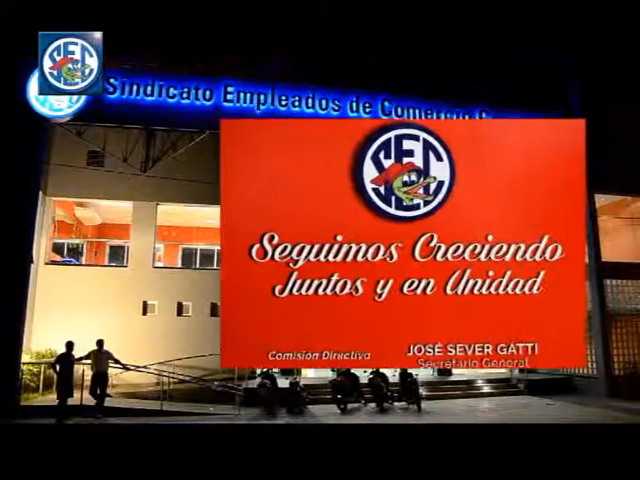 SEC
Sindicato Empleados de Comercio
SEC
Seguimos Creciendo
Juntos y en Unidad
Comisión Directiva
JOSÉ SEVER GATTI
Secretario General